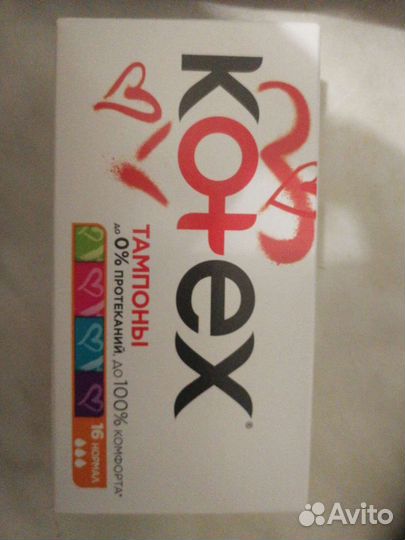 kotex®
ТАМПОНЫ
ДО 0% ПРОТЕКАНИЙ, ДО 100% КОМФОРТА*
16 НОРМАЛ
Avito